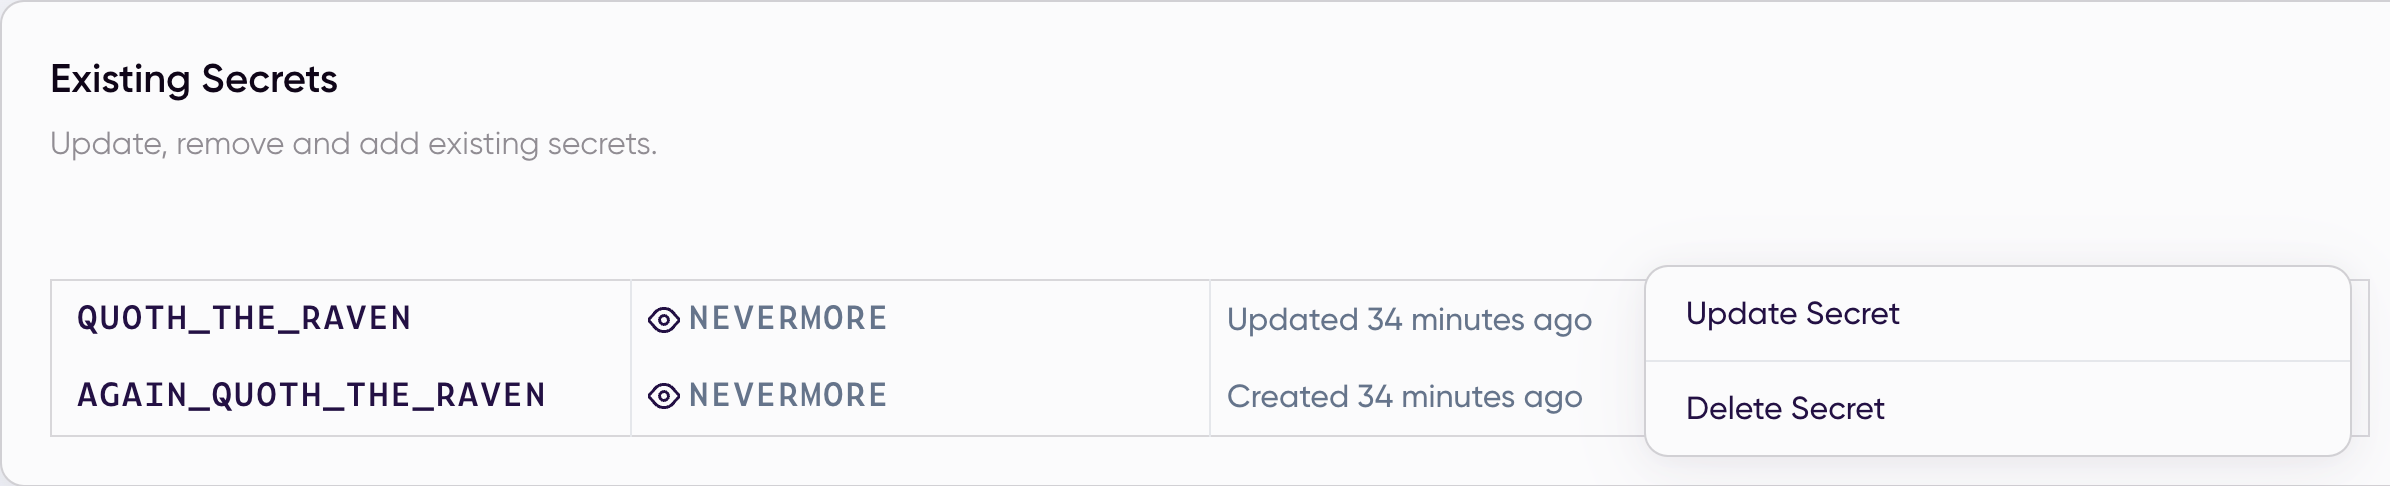 Existing Secrets
Update, remove and add existing secrets.
QUOTH_THE_RAVEN NEVERMORE Updated 34 minutes ago
AGAIN_QUOTH_THE_RAVEN NEVERMORE Created 34 minutes ago
Update Secret
Delete Secret